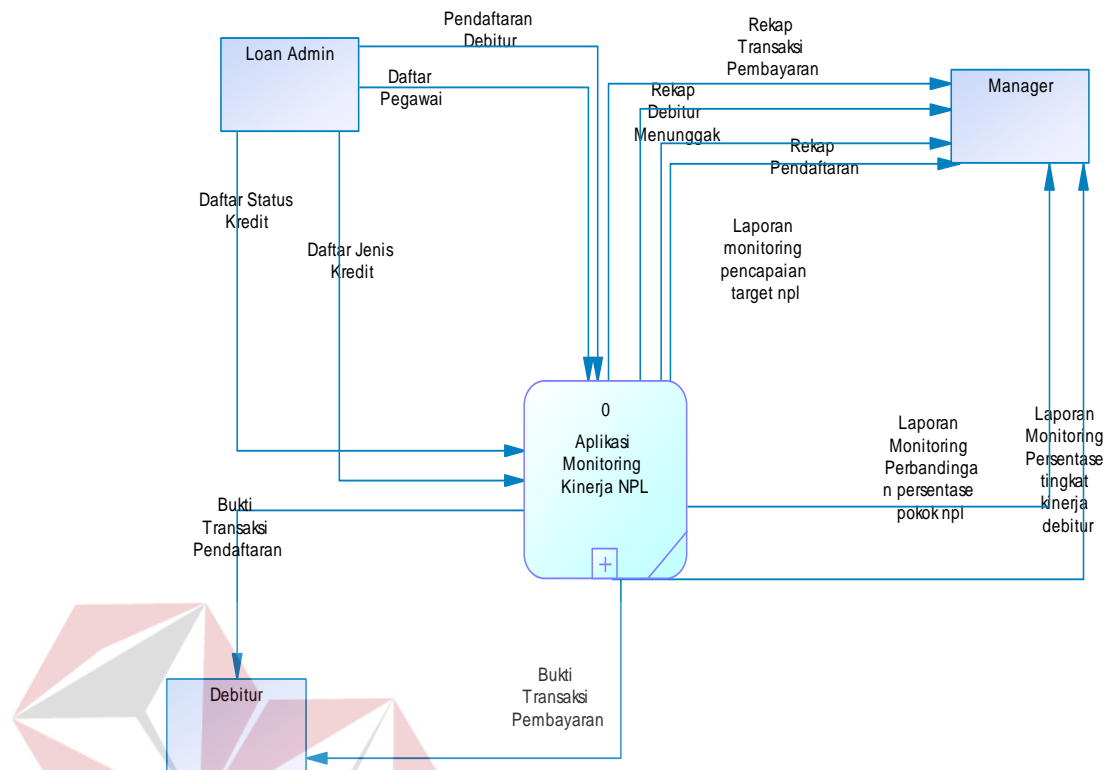 Pendaftaran
Debitur
Loan Admin
Daftar
Pegawai
Rekap
Transaksi
Pembayaran
Rekap
Debitur
Menunggak
Manager
Rekap
Pendaftaran
Daftar Status
Kredit
Daftar Jenis
Kredit
Laporan
monitoring
pencapaian
target npl
0
Aplikasi
Monitoring
Kinerja NPL
Laporan
Monitoring
Perbandinga
n persentase
pokok npl
Laporan
Monitoring
Persentase
tingkat
kinerja
debitur
Bukti
Transaksi
Pendaftaran
Debitur
Bukti
Transaksi
Pembayaran